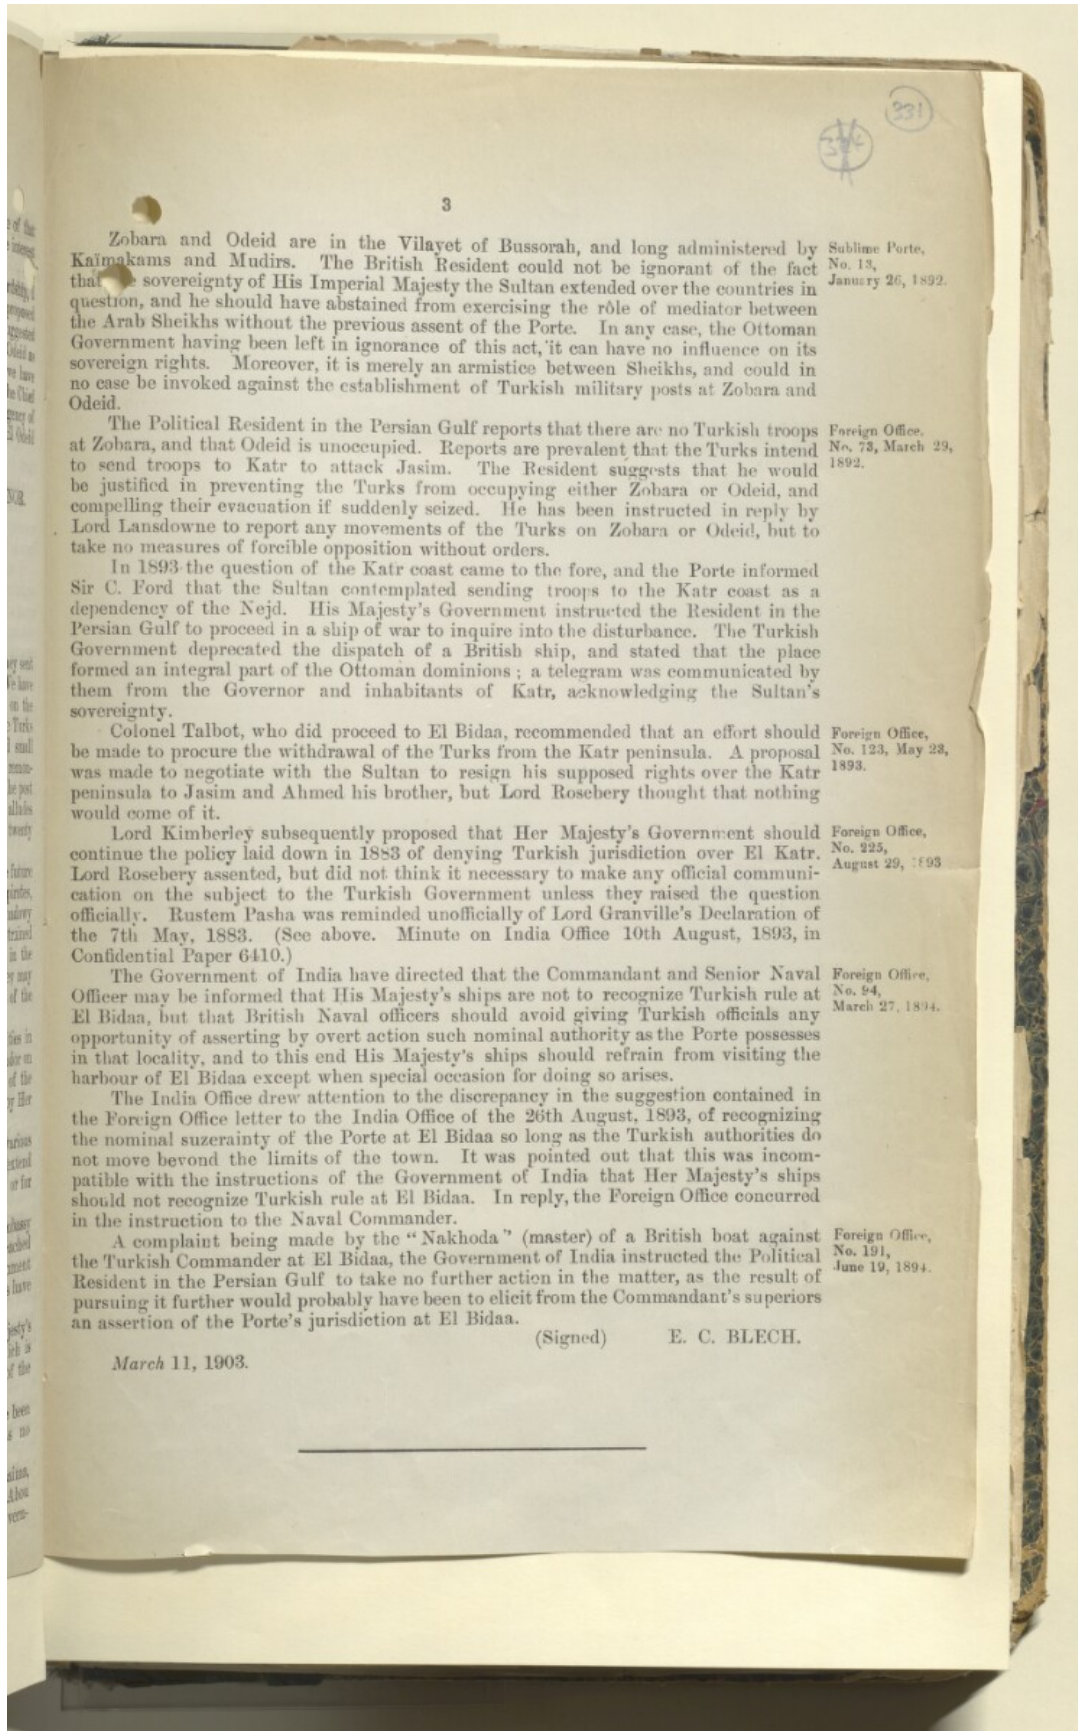 331
3
Zobara and Odeid are in the Vilayet of Bussorah, and long administered by
Kaïmakams and Mudirs. The British Resident could not be ignorant of the fact
that sovereignty of His Imperial Majesty the Sultan extended over the countries in
question, and he should have abstained from exercising the rôle of mediator between
the Arab Sheikhs without the previous assent of the Porte. In any case, the Ottoman
Government having been left in ignorance of this act, it can have no influence on its
sovereign rights. Moreover, it is merely an armistice between Sheikhs, and could in
no case be invoked against the establishment of Turkish military posts at Zobara and
Odeid.
Sublime Porte,
No. 13,
January 26, 1892.
The Political Resident in the Persian Gulf reports that there are no Turkish troops
at Zobara, and that Odeid is unoccupied. Reports are prevalent that the Turks intend
to send troops to Katr to attack Jasim. The Resident suggests that he would
be justified in preventing the Turks from occupying either Zobara or Odeid, and
compelling their evacuation if suddenly seized. He has been instructed in reply by
Lord Lansdowne to report any movements of the Turks on Zobara or Odeid, but to
take no measures of forcible opposition without orders.
Foreign Office,
No. 73, March 29,
1892.
In 1893 the question of the Katr coast came to the fore, and the Porte informed
Sir C. Ford that the Sultan contemplated sending troops to the Katr coast as a
dependency of the Nejd. His Majesty's Government instructed the Resident in the
Persian Gulf to proceed in a ship of war to inquire into the disturbance. The Turkish
Government deprecated the dispatch of a British ship, and stated that the place
formed an integral part of the Ottoman dominions; a telegram was communicated by
them from the Governor and inhabitants of Katr, acknowledging the Sultan's
sovereignty.
Colonel Talbot, who did proceed to El Bidaa, recommended that an effort should
be made to procure the withdrawal of the Turks from the Katr peninsula. A proposal
was made to negotiate with the Sultan to resign his supposed rights over the Katr
peninsula to Jasim and Ahmed his brother, but Lord Rosebery thought that nothing
would come of it.
Foreign Office,
No. 123, May 23,
1893.
Lord Kimberley subsequently proposed that Her Majesty's Government should
continue the policy laid down in 1883 of denying Turkish jurisdiction over El Katr.
Lord Rosebery assented, but did not think it necessary to make any official communi-
cation on the subject to the Turkish Government unless they raised the question
officially. Rustem Pasha was reminded unofficially of Lord Granville's Declaration of
the 7th May, 1883. (See above. Minute on India Office 10th August, 1893, in
Confidential Paper 6410.)
Foreign Office,
No. 225,
August 29, 1893
The Government of India have directed that the Commandant and Senior Naval
Officer may be informed that His Majesty's ships are not to recognize Turkish rule at
El Bidaa, but that British Naval officers should avoid giving Turkish officials any
opportunity of asserting by overt action such nominal authority as the Porte possesses
in that locality, and to this end His Majesty's ships should refrain from visiting the
harbour of El Bidaa except when special occasion for doing so arises.
Foreign Office,
No. 94,
March 27, 1894.
The India Office drew attention to the discrepancy in the suggestion contained in
the Foreign Office letter to the India Office of the 26th August, 1893, of recognizing
the nominal suzerainty of the Porte at El Bidaa so long as the Turkish authorities do
not move beyond the limits of the town. It was pointed out that this was incom-
patible with the instructions of the Government of India that Her Majesty's ships
should not recognize Turkish rule at El Bidaa. In reply, the Foreign Office concurred
in the instruction to the Naval Commander.
A complaint being made by the "Nakhoda" (master) of a British boat against
the Turkish Commander at El Bidaa, the Government of India instructed the Political
Resident in the Persian Gulf to take no further action in the matter, as the result of
pursuing it further would probably have been to elicit from the Commandant's superiors
an assertion of the Porte's jurisdiction at El Bidaa.
Foreign Office,
No. 191,
June 19, 1894.
(Signed) E. C. BLECH.
March 11, 1903.